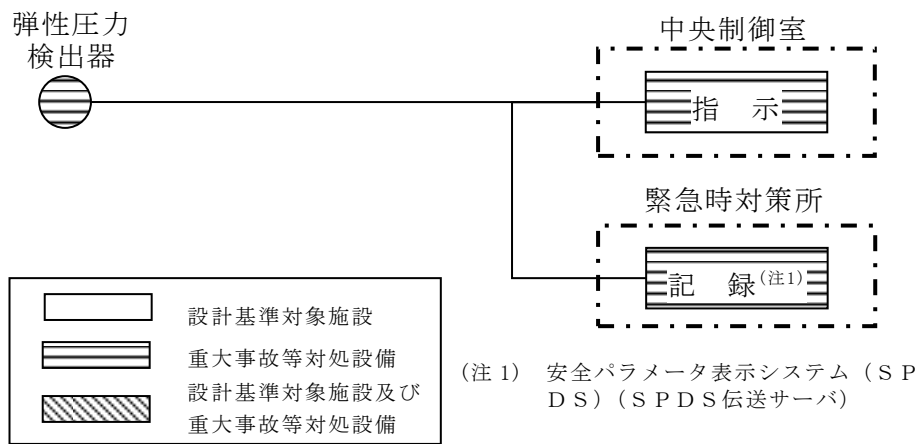 弾性圧力
検出器
中央制御室
指　示
緊急時対策所
記　録(注1)
設計基準対象施設
重大事故等対処設備
設計基準対象施設及び
重大事故等対処設備
(注 1)　安全パラメータ表示システム（ＳＰ
ＤＳ）（ＳＰＤＳ伝送サーバ）